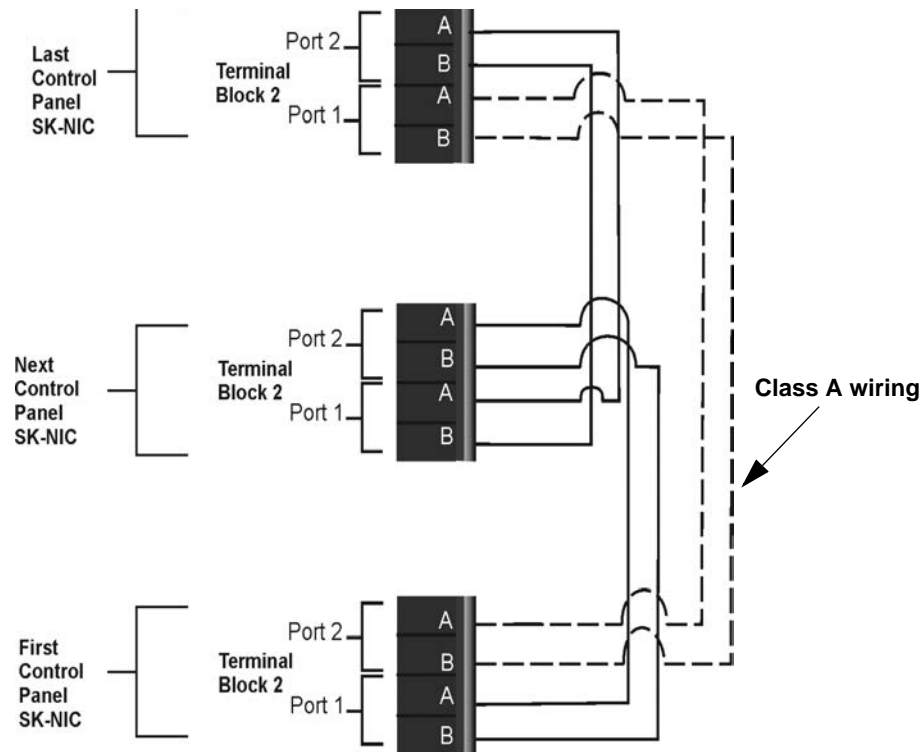 Last
Control
Panel
SK-NIC
Terminal
Block 2
Port 2
Port 1
A
B
A
B
Next
Control
Panel
SK-NIC
Terminal
Block 2
Port 2
Port 1
A
B
A
B
Class A wiring
First
Control
Panel
SK-NIC
Terminal
Block 2
Port 2
Port 1
A
B
A
B